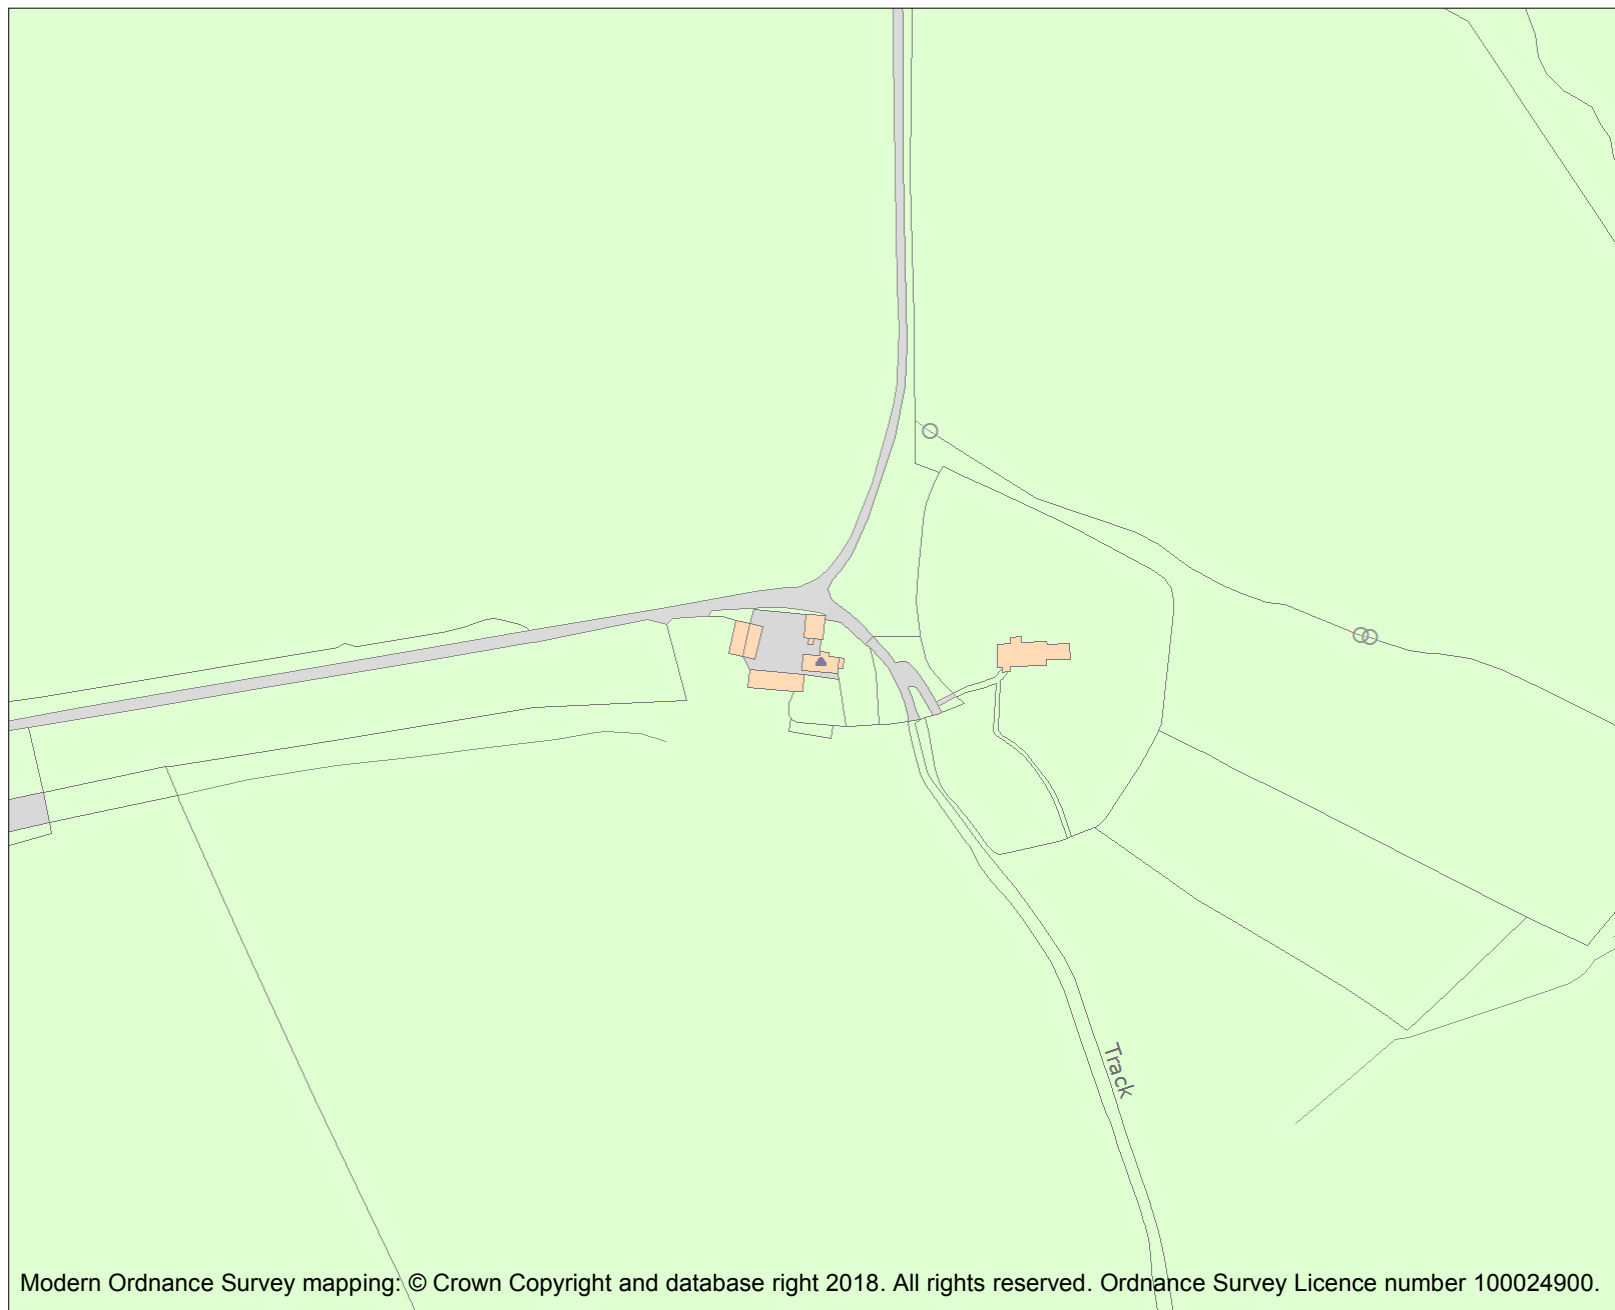 Track
Modern Ordnance Survey mapping: © Crown Copyright and database right 2018. All rights reserved. Ordnance Survey Licence number 100024900.